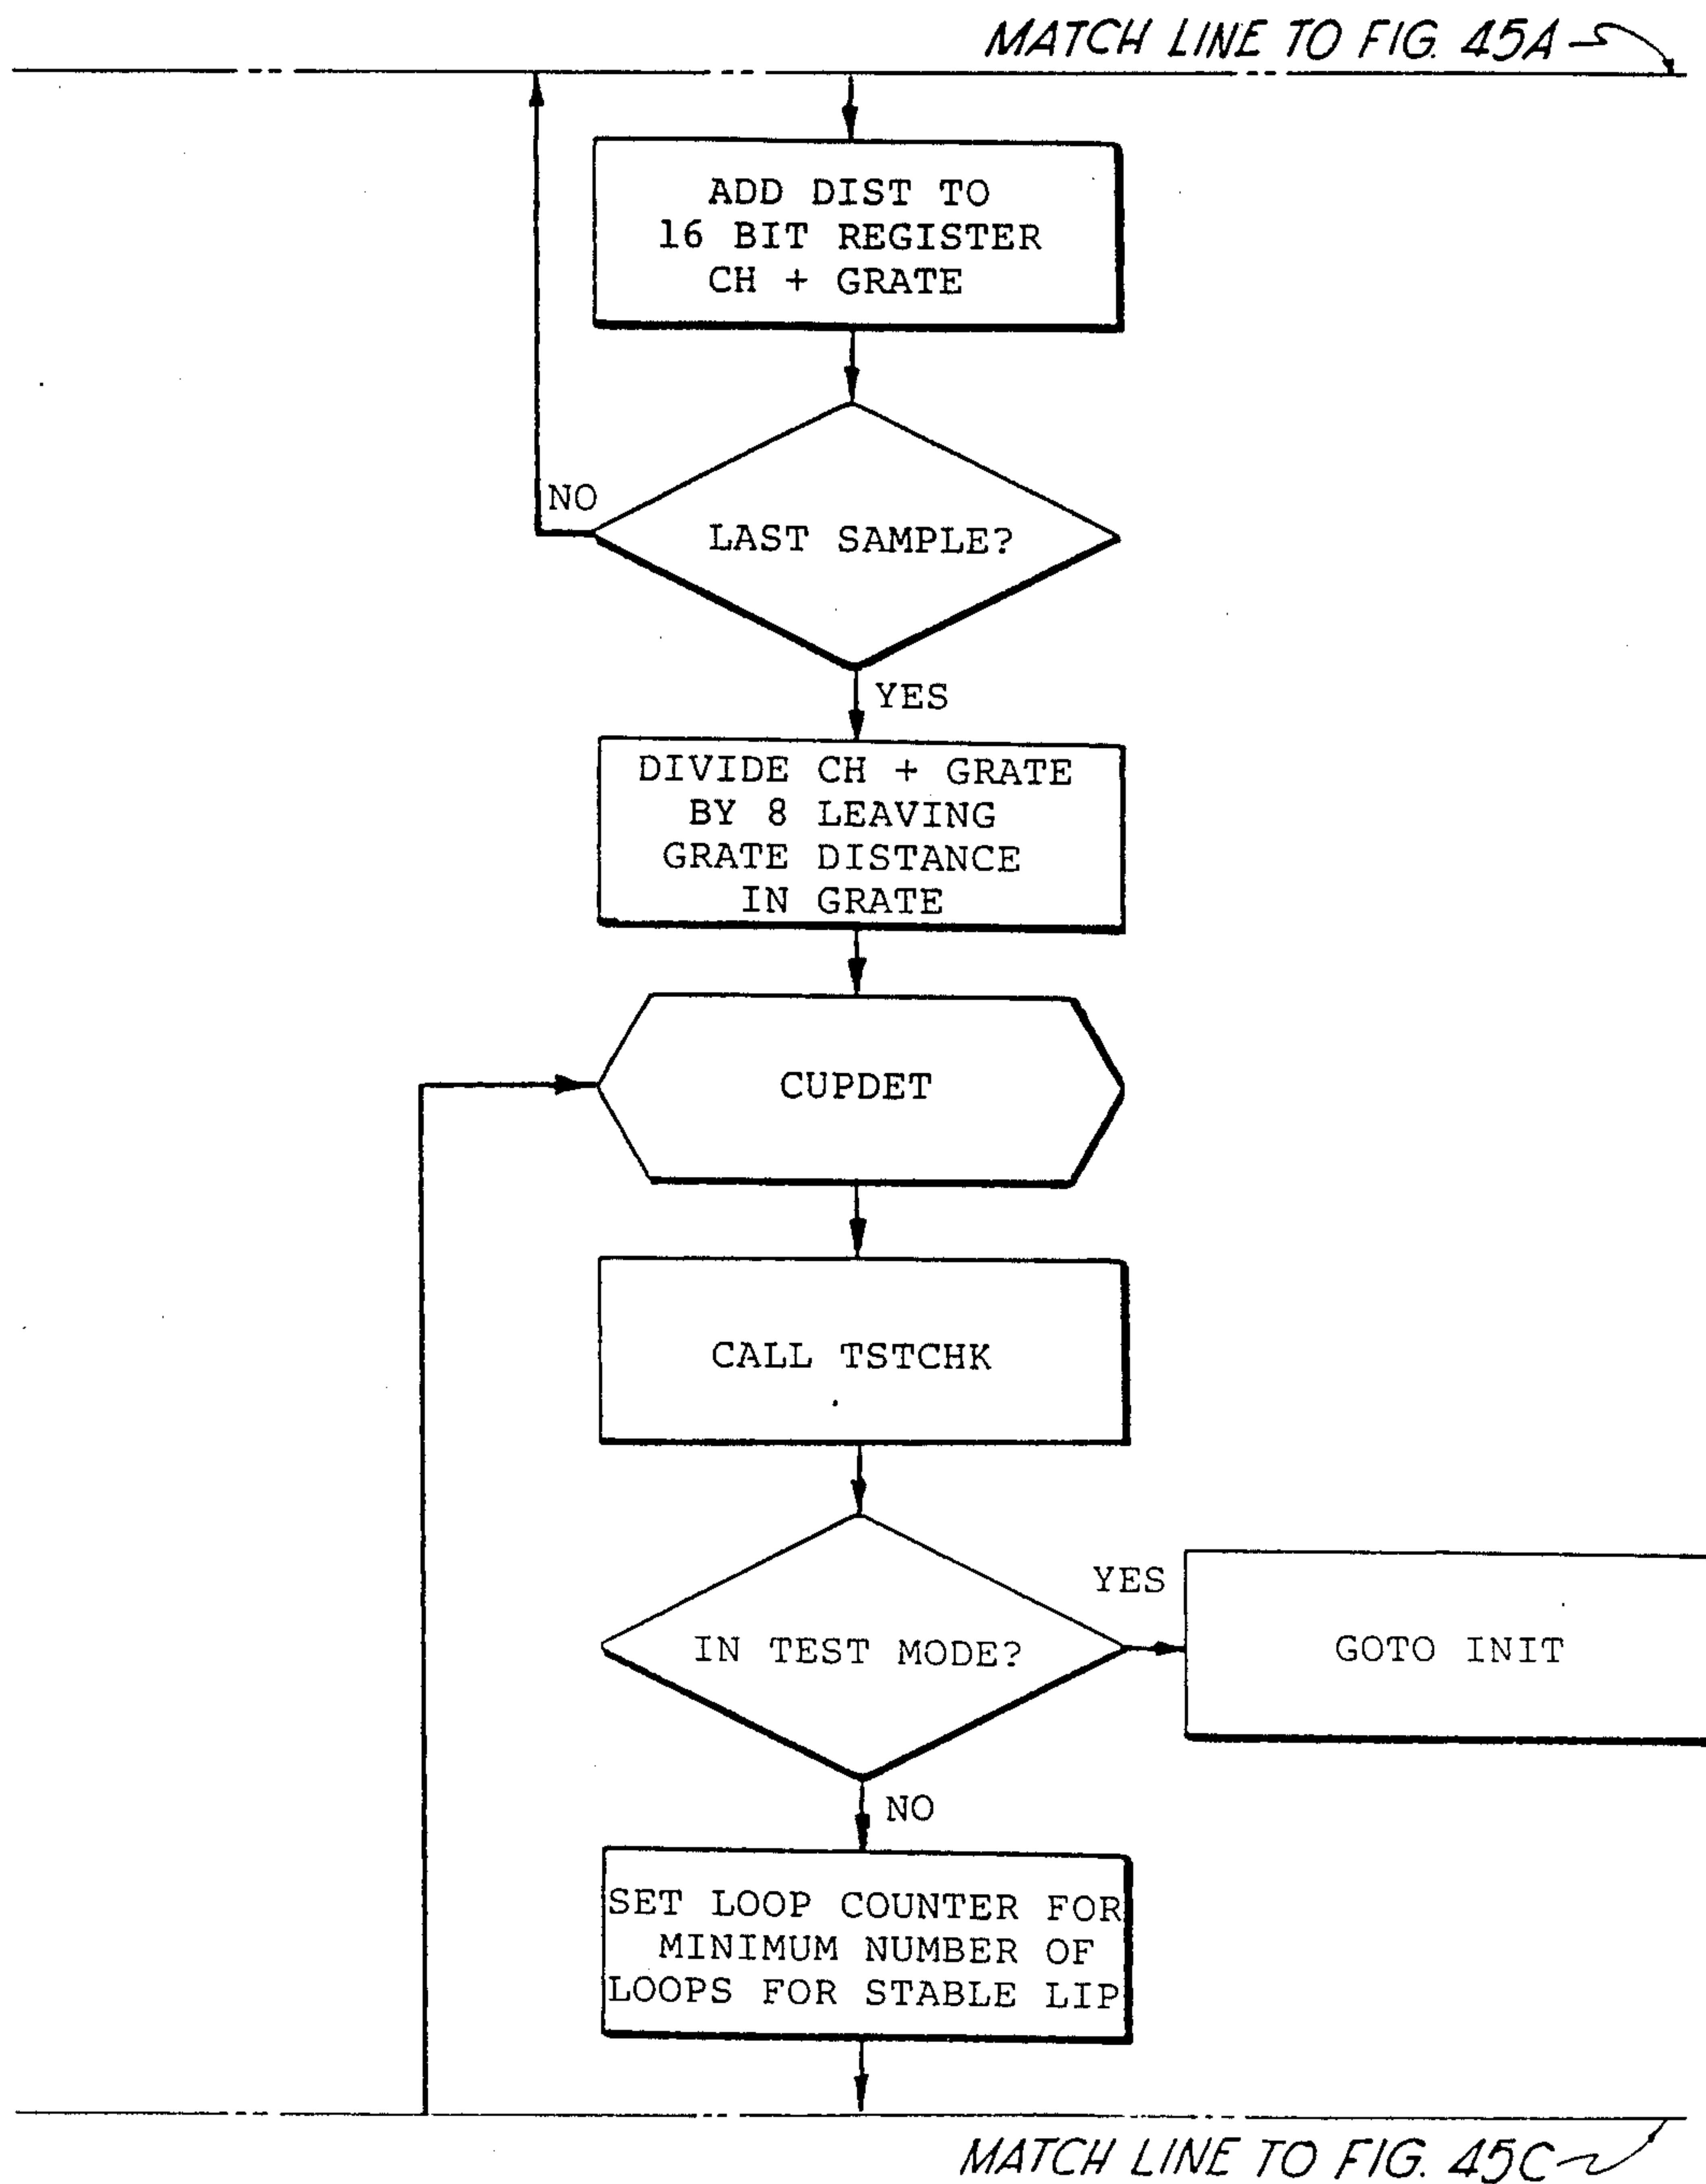 MATCH LINE TO FIG. 45A
ADD DIST TO
16 BIT REGISTER
CH + GRATE
NO
LAST SAMPLE?
YES
DIVIDE CH + GRATE
BY 8 LEAVING
GRATE DISTANCE
IN GRATE
CUPDET
CALL TSTCHK
YES
IN TEST MODE?
GOTO INIT
NO
SET LOOP COUNTER FOR
MINIMUM NUMBER OF
LOOPS FOR STABLE LIP
MATCH LINE TO FIG. 45C